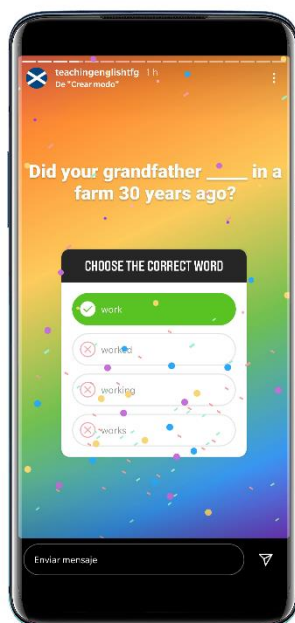 teachingenglishtfg 1 h
De "Crear modo"
Did your grandfather ____ in a
farm 30 years ago?
CHOOSE THE CORRECT WORD
work
worked
working
works
Enviar mensaje